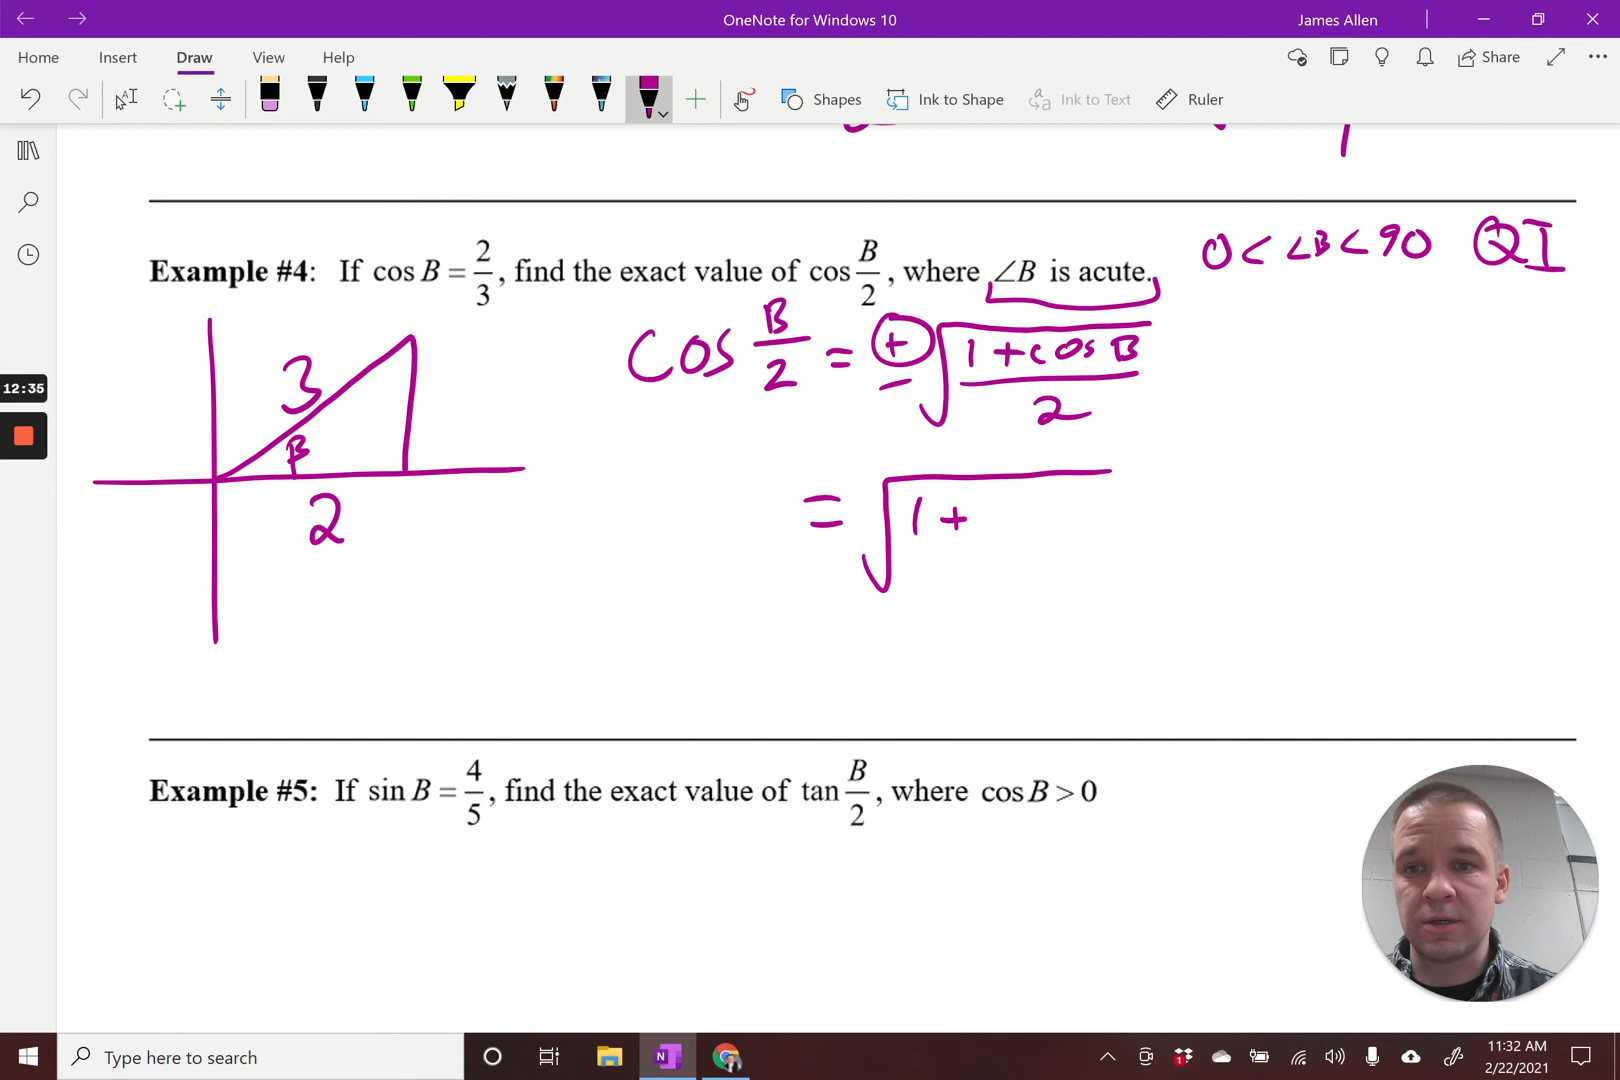 OneNote for Windows 10
James Allen
Home Insert Draw View Help
Share
Shapes Ink to Shape Ink to Text Ruler
12:35
Example #4: If cos B = 2/3, find the exact value of cos B/2, where ∠B is acute.
0 < ∠B < 90 QI
3
B
2
cos B/2 = ± √((1 + cos B)/2)
= √(1 +
Example #5: If sin B = 4/5, find the exact value of tan B/2, where cos B > 0
Type here to search
11:32 AM
2/22/2021